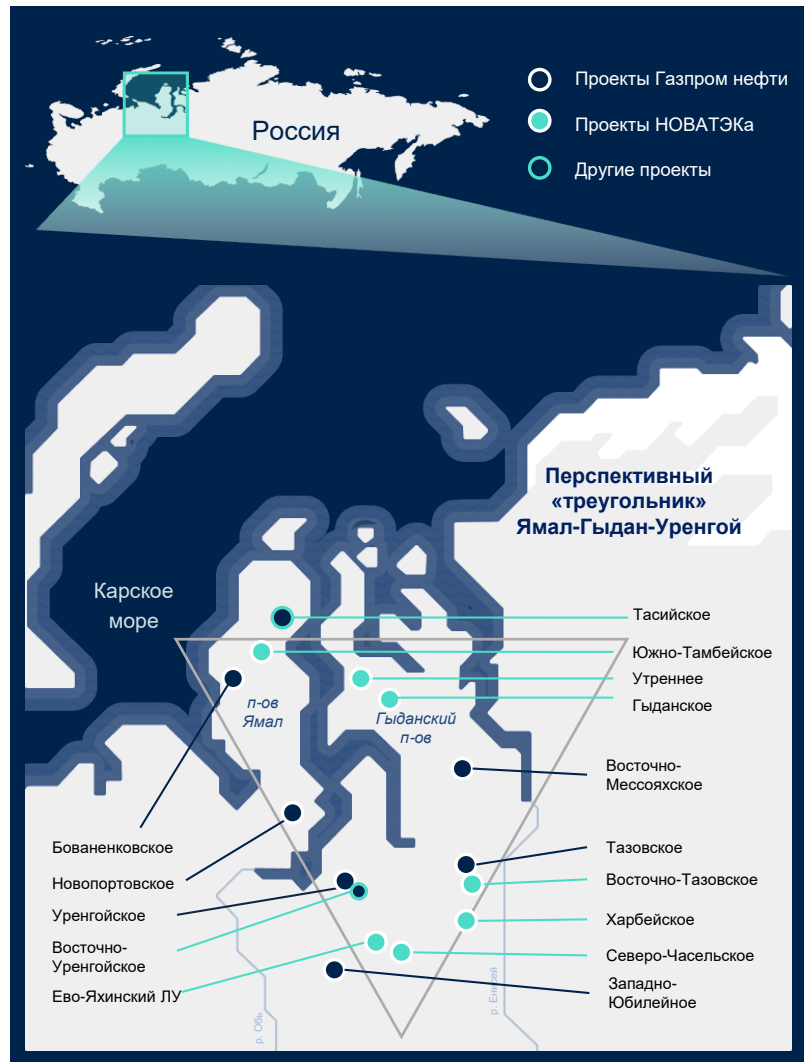 Россия
Проекты Газпром нефти
Проекты НОВАТЭКа
Другие проекты
Перспективный
«треугольник»
Ямал-Гыдан-Уренгой
Карское
море
п-ов
Ямал
Гыданский
п-ов
Тасийское
Южно-Тамбейское
Утреннее
Гыданское
Восточно-
Мессояхское
Тазовское
Восточно-Тазовское
Харбейское
Северо-Часельское
Западно-
Юбилейное
Бованенковское
Новопортовское
Уренгойское
Восточно-
Уренгойское
Ево-Яхинский ЛУ
р. Обь
р. Енисей